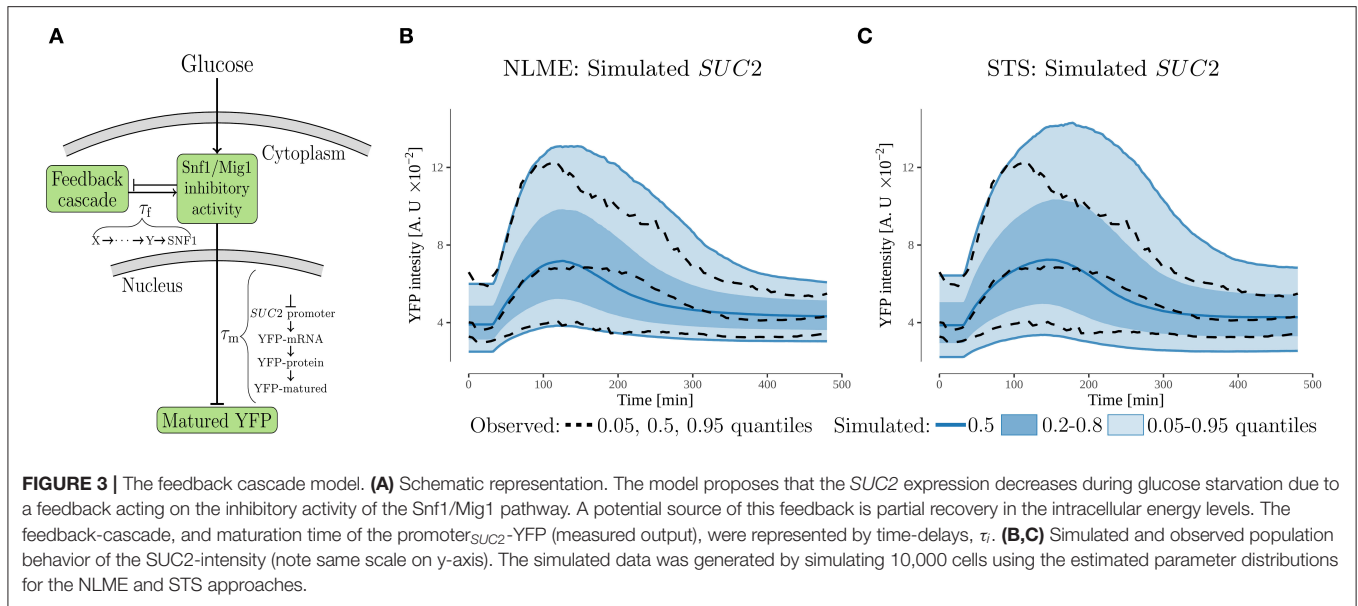 A
Glucose
Cytoplasm
Feedback
cascade
Snf1/Mig1
inhibitory
activity
τf
X→⋯→Y→SNF1
Nucleus
τm
SUC2 promoter
YFP-mRNA
YFP-protein
YFP-matured
Matured YFP
B
NLME: Simulated SUC2
YFP intesity [A. U ×10⁻²]
12
8
4
0 100 200 300 400 500
Time [min]
C
STS: Simulated SUC2
YFP intensity [A. U ×10⁻²]
12
8
4
0 100 200 300 400 500
Time [min]
Observed: 0.05, 0.5, 0.95 quantiles Simulated: 0.5 0.2-0.8 0.05-0.95 quantiles
FIGURE 3 | The feedback cascade model. (A) Schematic representation. The model proposes that the SUC2 expression decreases during glucose starvation due to
a feedback acting on the inhibitory activity of the Snf1/Mig1 pathway. A potential source of this feedback is partial recovery in the intracellular energy levels. The
feedback-cascade, and maturation time of the promoterSUC2-YFP (measured output), were represented by time-delays, τi. (B,C) Simulated and observed population
behavior of the SUC2-intensity (note same scale on y-axis). The simulated data was generated by simulating 10,000 cells using the estimated parameter distributions
for the NLME and STS approaches.